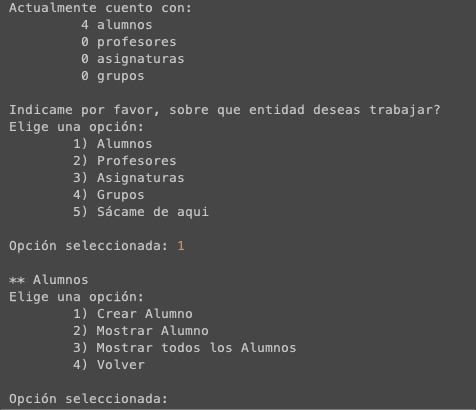 Actualmente cuento con:
4 alumnos
0 profesores
0 asignaturas
0 grupos
Indicame por favor, sobre que entidad deseas trabajar?
Elige una opción:
1) Alumnos
2) Profesores
3) Asignaturas
4) Grupos
5) Sácame de aqui
Opción seleccionada: 1
** Alumnos
Elige una opción:
1) Crear Alumno
2) Mostrar Alumno
3) Mostrar todos los Alumnos
4) Volver
Opción seleccionada: